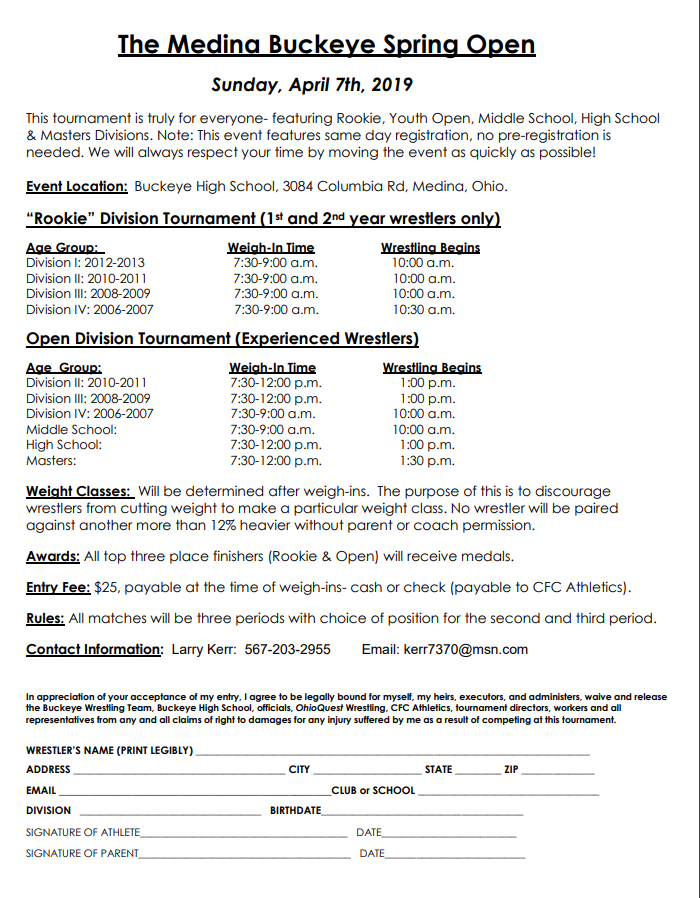 The Medina Buckeye Spring Open
Sunday, April 7th, 2019
This tournament is truly for everyone- featuring Rookie, Youth Open, Middle School, High School
& Masters Divisions. Note: This event features same day registration, no pre-registration is
needed. We will always respect your time by moving the event as quickly as possible!
Event Location: Buckeye High School, 3084 Columbia Rd, Medina, Ohio.
“Rookie” Division Tournament (1st and 2nd year wrestlers only)
Age Group: Weigh-In Time Wrestling Begins
Division I: 2012-2013 7:30-9:00 a.m. 10:00 a.m.
Division II: 2010-2011 7:30-9:00 a.m. 10:00 a.m.
Division III: 2008-2009 7:30-9:00 a.m. 10:00 a.m.
Division IV: 2006-2007 7:30-9:00 a.m. 10:30 a.m.
Open Division Tournament (Experienced Wrestlers)
Age Group: Weigh-In Time Wrestling Begins
Division II: 2010-2011 7:30-12:00 p.m. 1:00 p.m.
Division III: 2008-2009 7:30-12:00 p.m. 1:00 p.m.
Division IV: 2006-2007 7:30-9:00 a.m. 10:00 a.m.
Middle School: 7:30-9:00 a.m. 10:00 a.m.
High School: 7:30-12:00 p.m. 1:00 p.m.
Masters: 7:30-12:00 p.m. 1:30 p.m.
Weight Classes: Will be determined after weigh-ins. The purpose of this is to discourage
wrestlers from cutting weight to make a particular weight class. No wrestler will be paired
against another more than 12% heavier without parent or coach permission.
Awards: All top three place finishers (Rookie & Open) will receive medals.
Entry Fee: $25, payable at the time of weigh-ins- cash or check (payable to CFC Athletics).
Rules: All matches will be three periods with choice of position for the second and third period.
Contact Information: Larry Kerr: 567-203-2955 Email: kerr7370@msn.com
In appreciation of your acceptance of my entry, I agree to be legally bound for myself, my heirs, executors, and administers, waive and release
the Buckeye Wrestling Team, Buckeye High School, officials, OhioQuest Wrestling, CFC Athletics, tournament directors, workers and all
representatives from any and all claims of right to damages for any injury suffered by me as a result of competing at this tournament.
WRESTLER'S NAME (PRINT LEGIBLY)
ADDRESS CITY STATE ZIP
EMAIL CLUB or SCHOOL
DIVISION BIRTHDATE
SIGNATURE OF ATHLETE DATE
SIGNATURE OF PARENT DATE